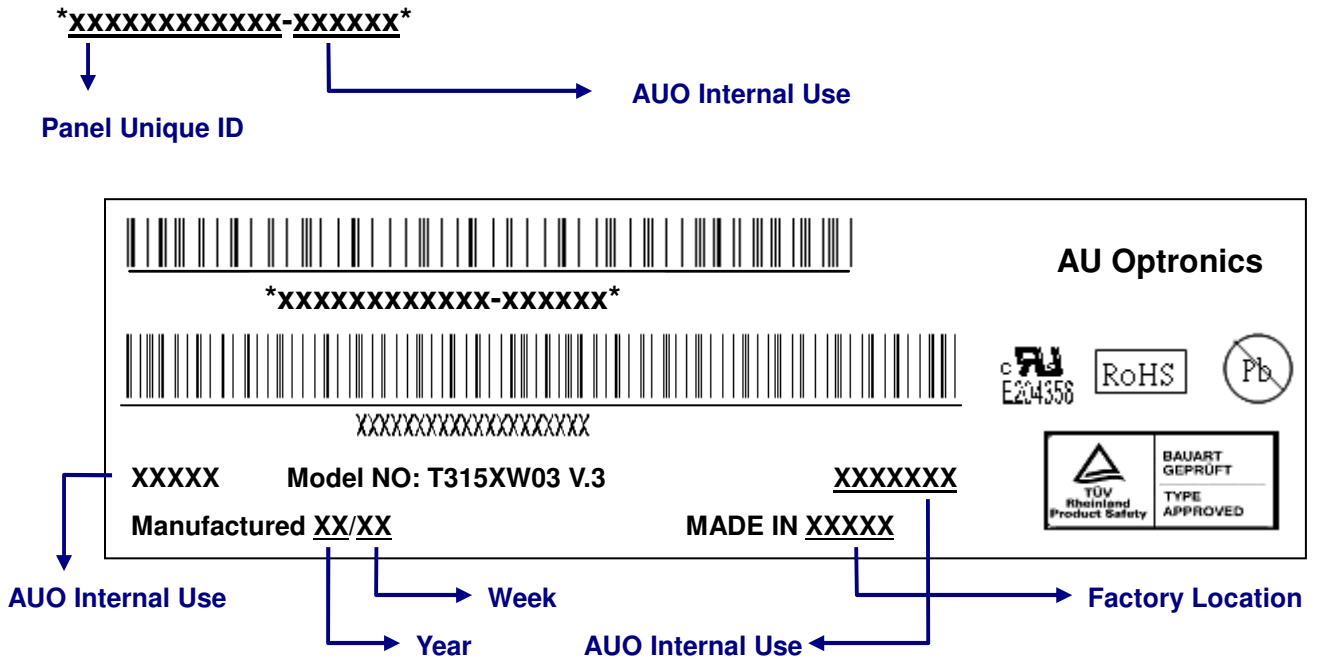 *xxxxxxxxxxxx-xxxxxx*
AUO Internal Use
Panel Unique ID
AU Optronics
*xxxxxxxxxxxx-xxxxxx*
c RU
E204356
RoHS
Pb
XXXXXXXXXXXXXXXXXXXX
XXXXX Model NO: T315XW03 V.3 XXXXXXX
BAUART
GEPRÜFT
TÜV
Rheinland
Product Safety
TYPE
APPROVED
Manufactured XX/XX MADE IN XXXXX
AUO Internal Use
Week
Factory Location
Year
AUO Internal Use